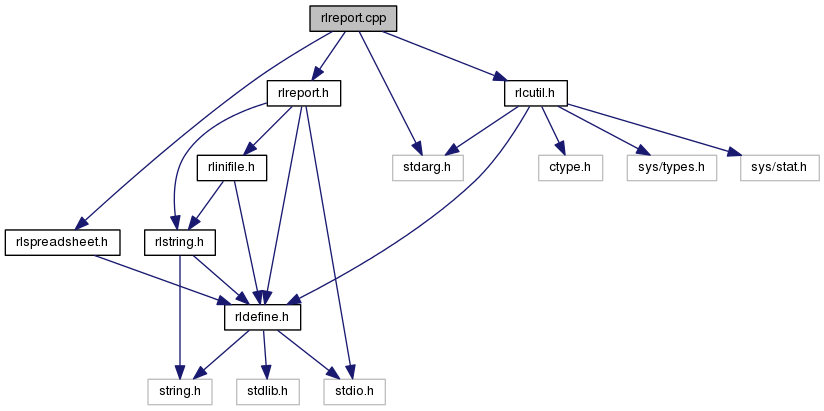 rlreport.cpp
rlreport.h
rlcutil.h
rlinifile.h
stdarg.h
ctype.h
sys/types.h
sys/stat.h
rlspreadsheet.h
rlstring.h
rldefine.h
string.h
stdlib.h
stdio.h